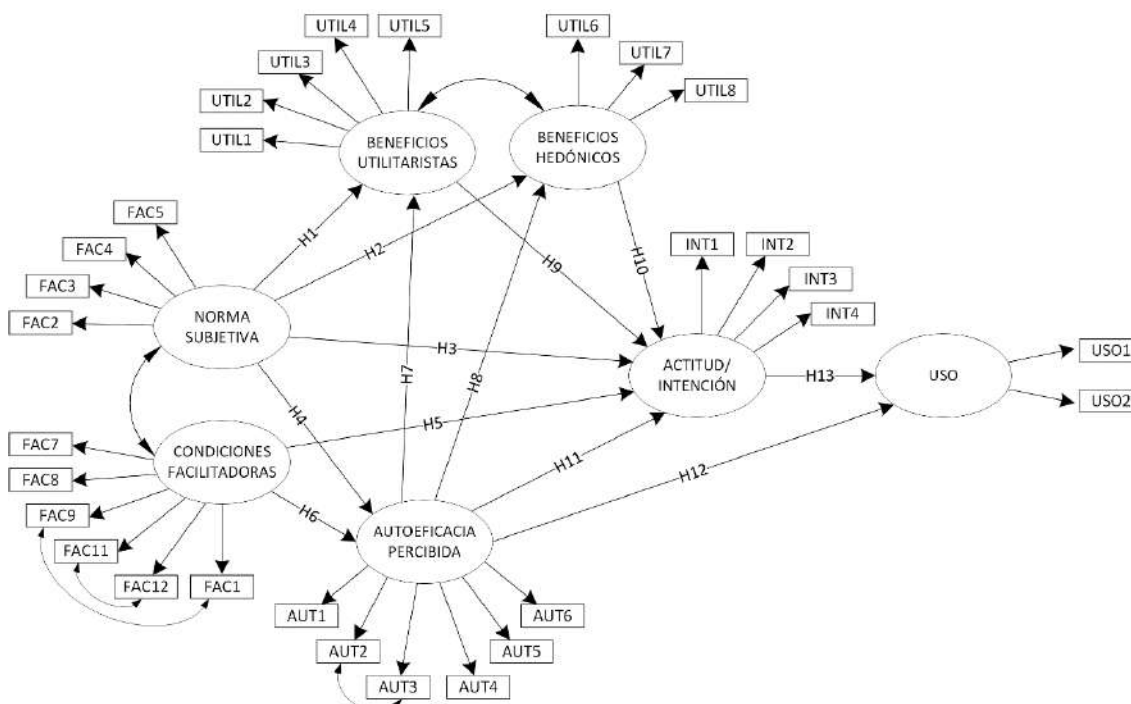 UTIL4
UTIL5
UTIL6
UTIL3
UTIL7
UTIL2
UTIL8
UTIL1
BENEFICIOS
UTILITARISTAS
BENEFICIOS
HEDÓNICOS
FAC5
FAC4
FAC3
FAC2
NORMA
SUBJETIVA
H1
H2
H9
H10
INT1
INT2
INT3
INT4
H3
H7
H8
ACTITUD/
INTENCIÓN
H13
USO
USO1
USO2
H4
H5
FAC7
FAC8
FAC9
FAC11
FAC12
FAC1
CONDICIONES
FACILITADORAS
H6
H11
H12
AUTOEFICACIA
PERCIBIDA
AUT1
AUT2
AUT3
AUT4
AUT5
AUT6